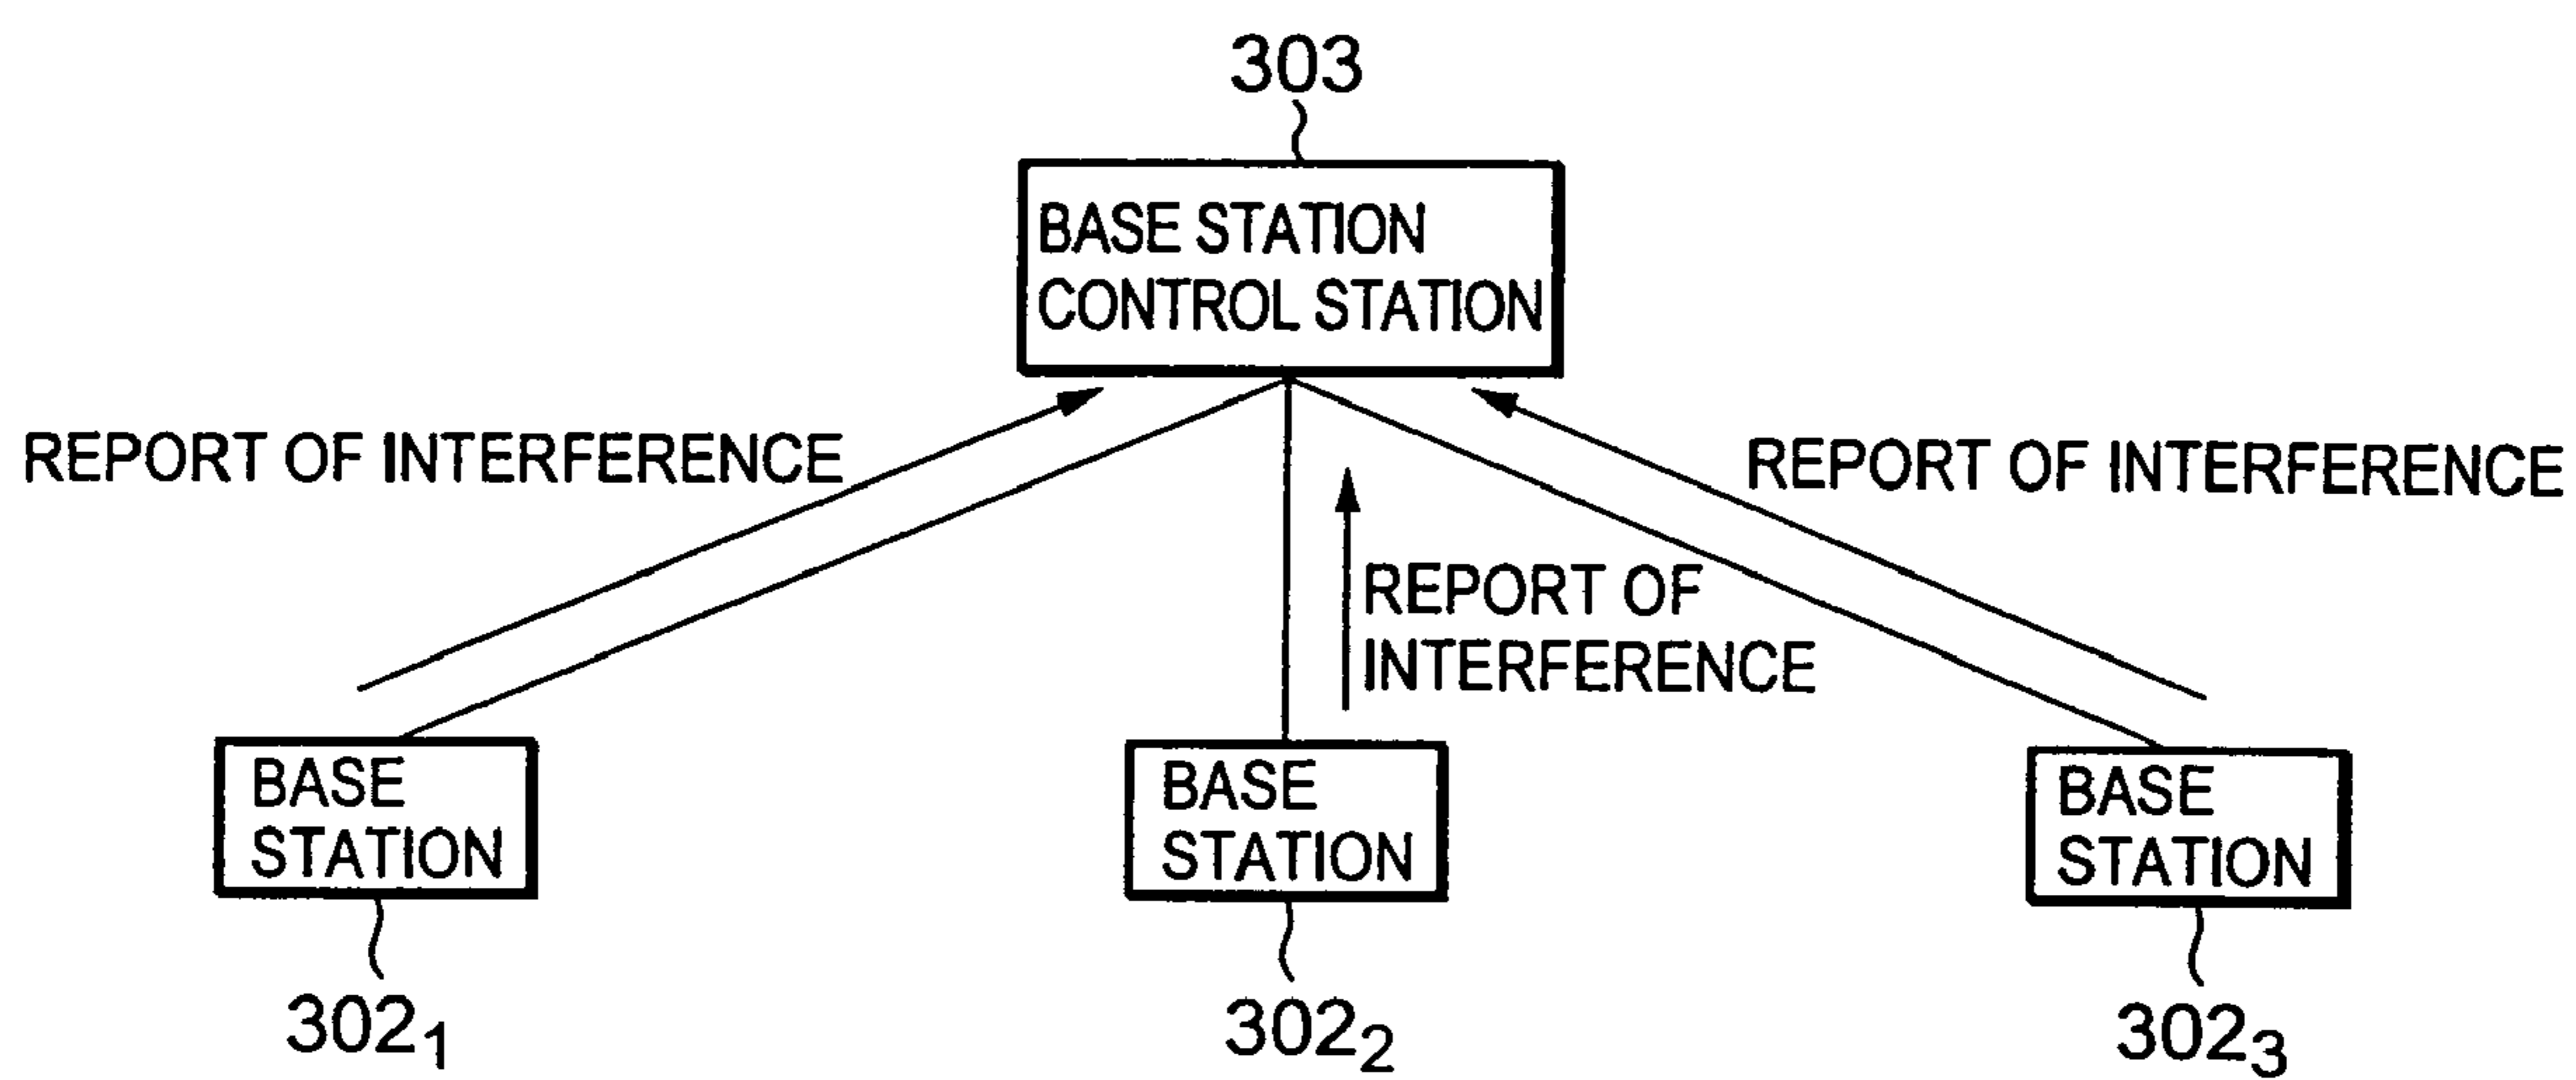 303
BASE STATION
CONTROL STATION
REPORT OF INTERFERENCE
REPORT OF INTERFERENCE
REPORT OF
INTERFERENCE
BASE
STATION
BASE
STATION
BASE
STATION
302₁
302₂
302₃